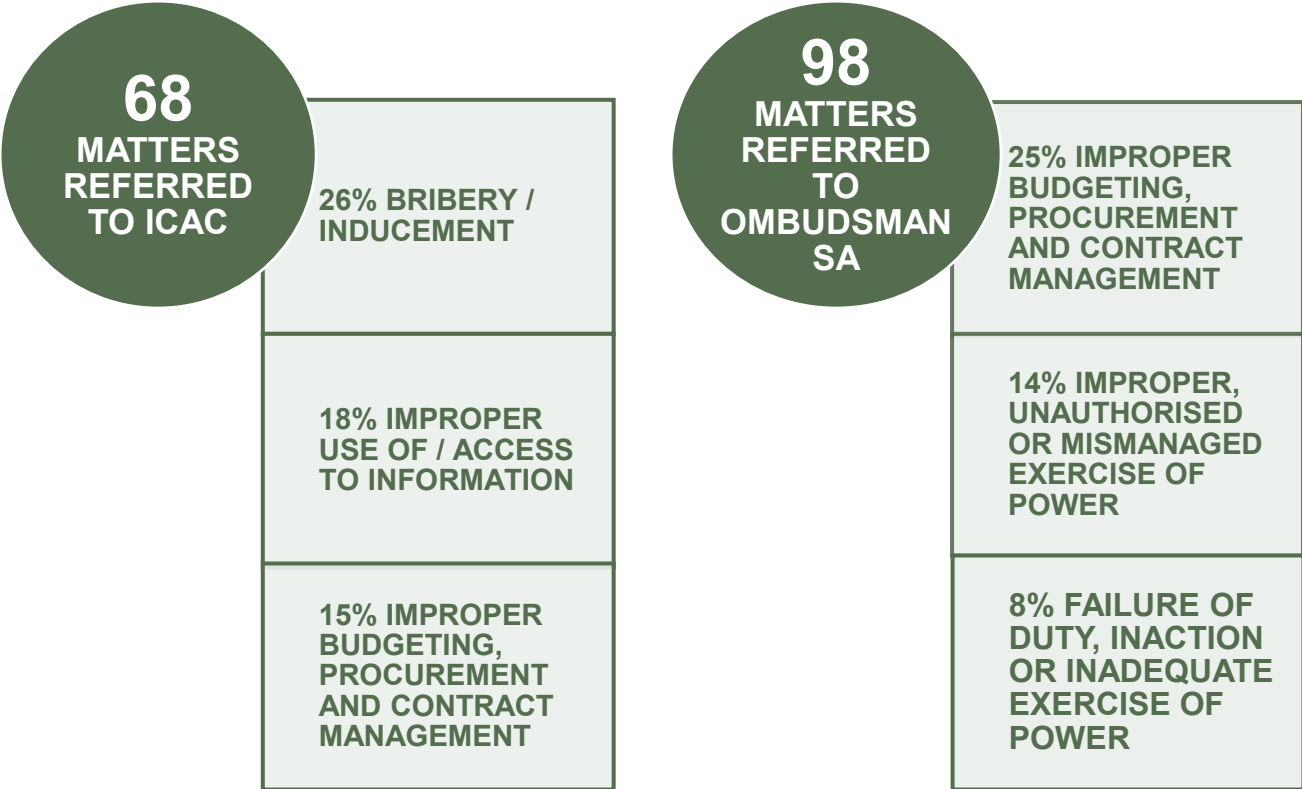 68
MATTERS
REFERRED
TO ICAC
26% BRIBERY /
INDUCEMENT
18% IMPROPER
USE OF / ACCESS
TO INFORMATION
15% IMPROPER
BUDGETING,
PROCUREMENT
AND CONTRACT
MANAGEMENT
98
MATTERS
REFERRED
TO
OMBUDSMAN
SA
25% IMPROPER
BUDGETING,
PROCUREMENT
AND CONTRACT
MANAGEMENT
14% IMPROPER,
UNAUTHORISED
OR MISMANAGED
EXERCISE OF
POWER
8% FAILURE OF
DUTY, INACTION
OR INADEQUATE
EXERCISE OF
POWER